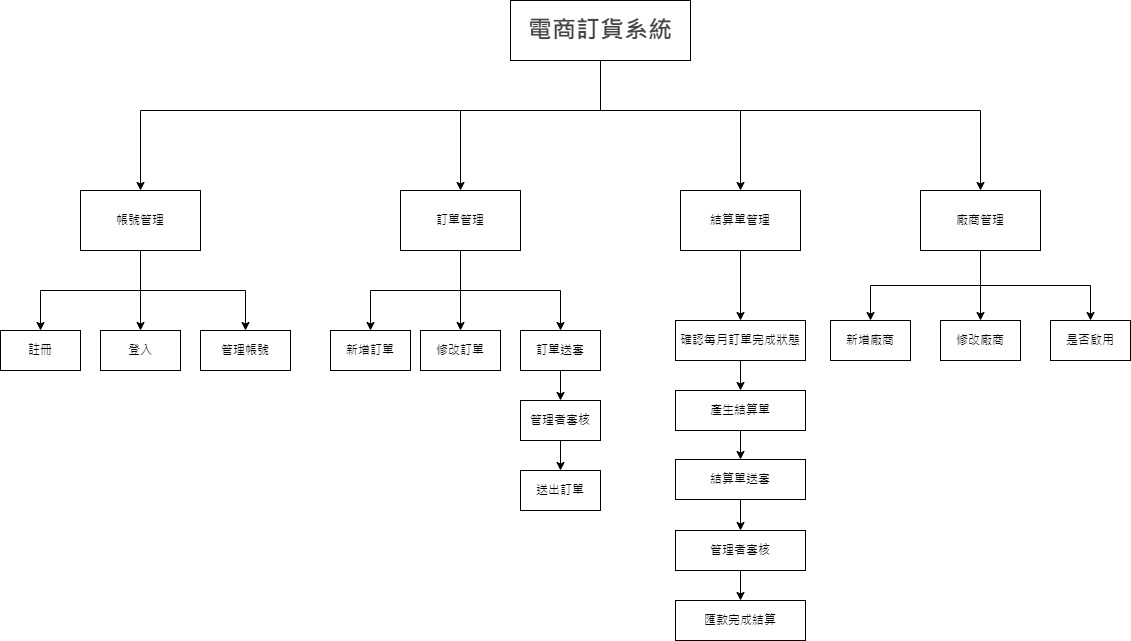 電商訂貨系統
帳號管理
訂單管理
結算單管理
廠商管理
註冊
登入
管理帳號
新增訂單
修改訂單
訂單送審
確認每月訂單完成狀態
新增廠商
修改廠商
是否啟用
管理者審核
送出訂單
產生結算單
結算單送審
管理者審核
匯款完成結算